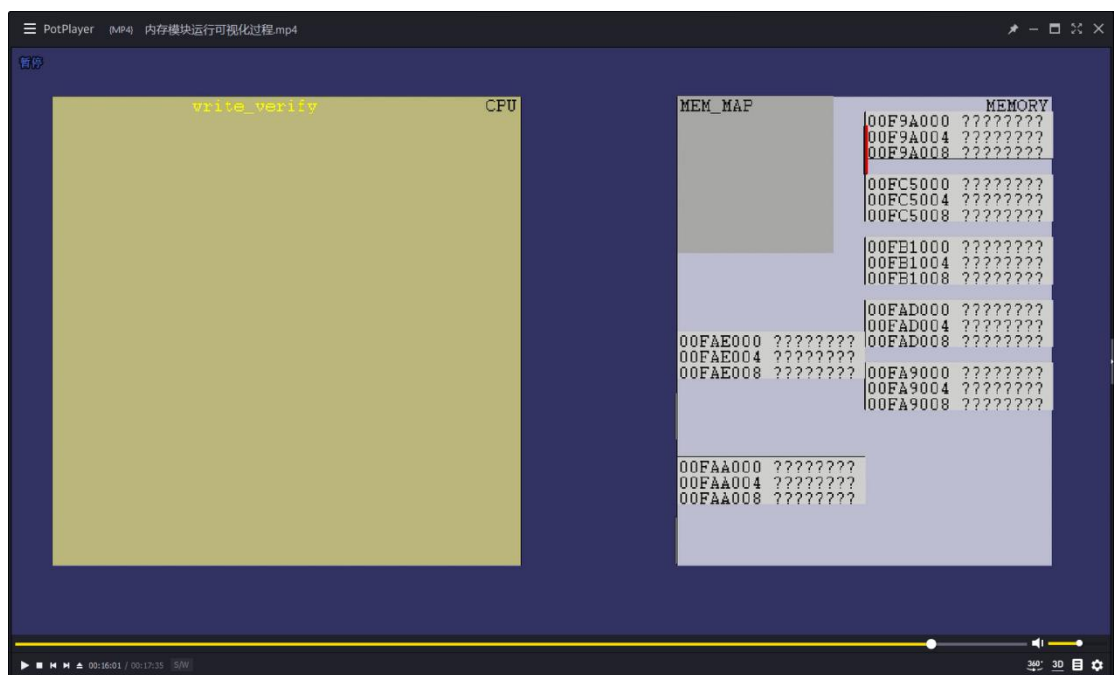 PotPlayer (MP4) 内存模块运行可视化过程.mp4
暂停
write_verify CPU
MEM_MAP MEMORY
00F9A000 ????????
00F9A004 ????????
00F9A008 ????????
00FC5000 ????????
00FC5004 ????????
00FC5008 ????????
00FB1000 ????????
00FB1004 ????????
00FB1008 ????????
00FAD000 ????????
00FAD004 ????????
00FAD008 ????????
00FAE000 ????????
00FAE004 ????????
00FAE008 ????????
00FA9000 ????????
00FA9004 ????????
00FA9008 ????????
00FAA000 ????????
00FAA004 ????????
00FAA008 ????????
00:16:01 / 00:17:35 S/W
360° 3D